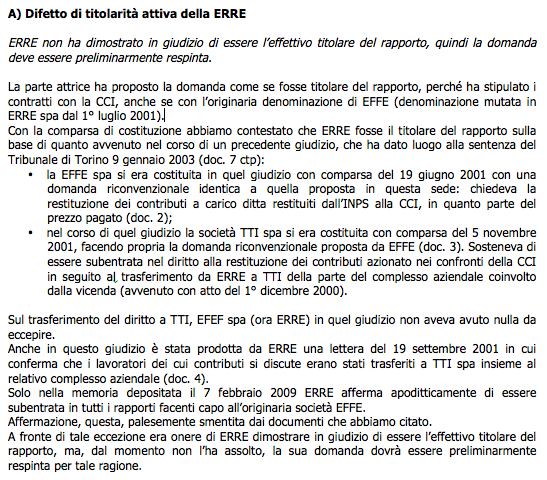 A) Difetto di titolarità attiva della ERRE
ERRE non ha dimostrato in giudizio di essere l'effettivo titolare del rapporto, quindi la domanda
deve essere preliminarmente respinta.
La parte attrice ha proposto la domanda come se fosse titolare del rapporto, perché ha stipulato i
contratti con la CCI, anche se con l'originaria denominazione di EFFE (denominazione mutata in
ERRE spa dal 1° luglio 2001).
Con la comparsa di costituzione abbiamo contestato che ERRE fosse il titolare del rapporto sulla
base di quanto avvenuto nel corso di un precedente giudizio, che ha dato luogo alla sentenza del
Tribunale di Torino 9 gennaio 2003 (doc. 7 ctp):
• la EFFE spa si era costituita in quel giudizio con comparsa del 19 giugno 2001 con una
domanda riconvenzionale identica a quella proposta in questa sede: chiedeva la
restituzione dei contributi a carico ditta restituiti dall'INPS alla CCI, in quanto parte del
prezzo pagato (doc. 2);
• nel corso di quel giudizio la società TTI spa si era costituita con comparsa del 5 novembre
2001, facendo propria la domanda riconvenzionale proposta da EFFE (doc. 3). Sosteneva di
essere subentrata nel diritto alla restituzione dei contributi azionato nei confronti della CCI
in seguito al trasferimento da ERRE a TTI della parte del complesso aziendale coinvolto
dalla vicenda (avvenuto con atto del 1° dicembre 2000).
Sul trasferimento del diritto a TTI, EFEF spa (ora ERRE) in quel giudizio non aveva avuto nulla da
eccepire.
Anche in questo giudizio è stata prodotta da ERRE una lettera del 19 settembre 2001 in cui
conferma che i lavoratori dei cui contributi si discute erano stati trasferiti a TTI spa insieme al
relativo complesso aziendale (doc. 4).
Solo nella memoria depositata il 7 febbraio 2009 ERRE afferma apoditticamente di essere
subentrata in tutti i rapporti facenti capo all'originaria società EFFE.
Affermazione, questa, palesemente smentita dai documenti che abbiamo citato.
A fronte di tale eccezione era onere di ERRE dimostrare in giudizio di essere l'effettivo titolare del
rapporto, ma, dal momento non l'ha assolto, la sua domanda dovrà essere preliminarmente
respinta per tale ragione.